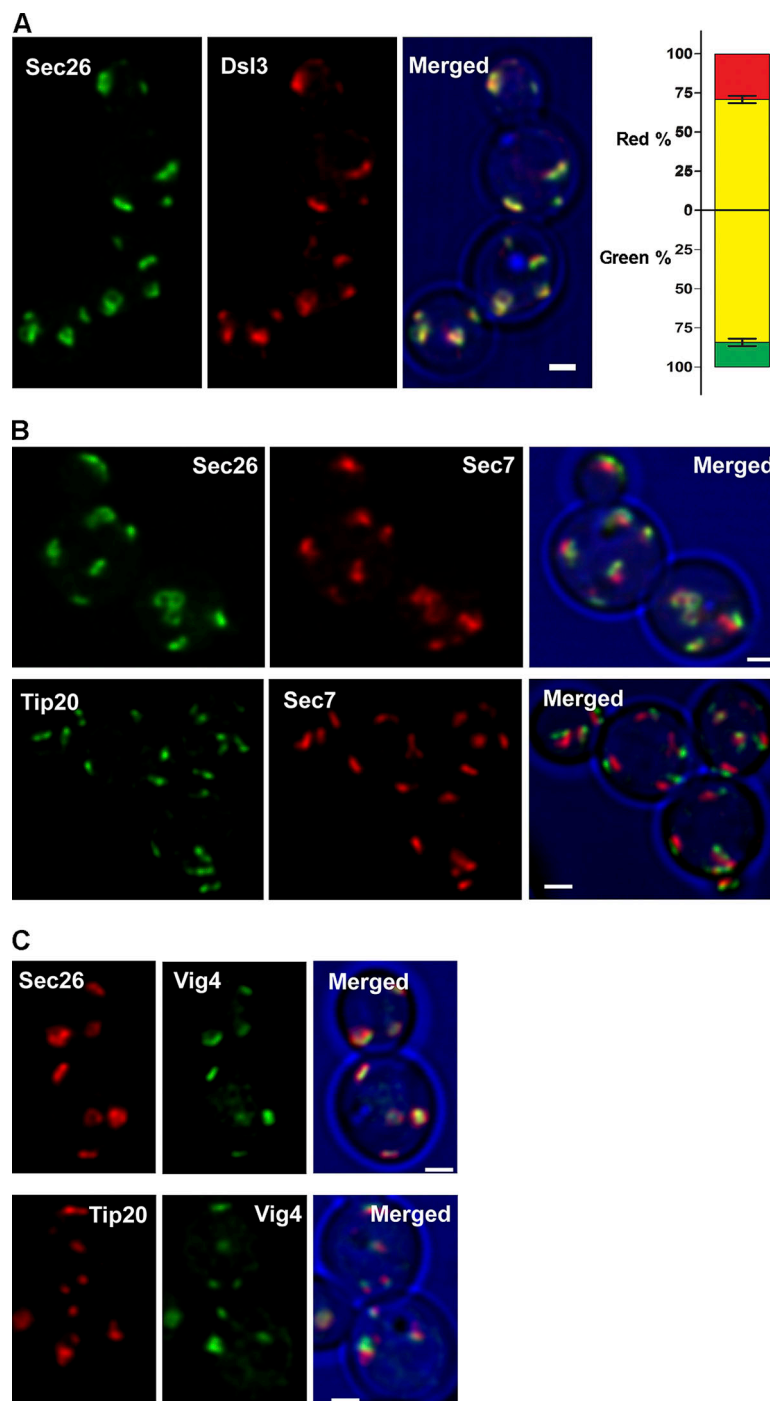 A
Sec26 Dsl3 Merged
100
75
Red % 50
25
0
Green % 25
50
75
100
B
Sec26 Sec7 Merged
Tip20 Sec7 Merged
C
Sec26 Vig4 Merged
Tip20 Vig4 Merged